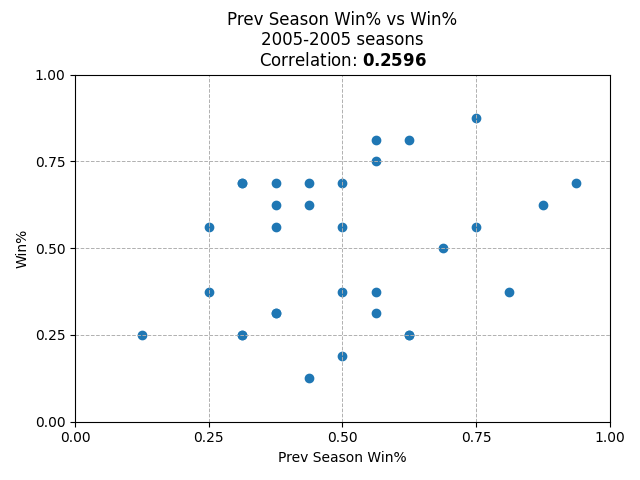 Prev Season Win% vs Win%
2005-2005 seasons
Correlation: 0.2596
1.00
0.75
0.50
0.25
0.00
Win%
0.00 0.25 0.50 0.75 1.00
Prev Season Win%